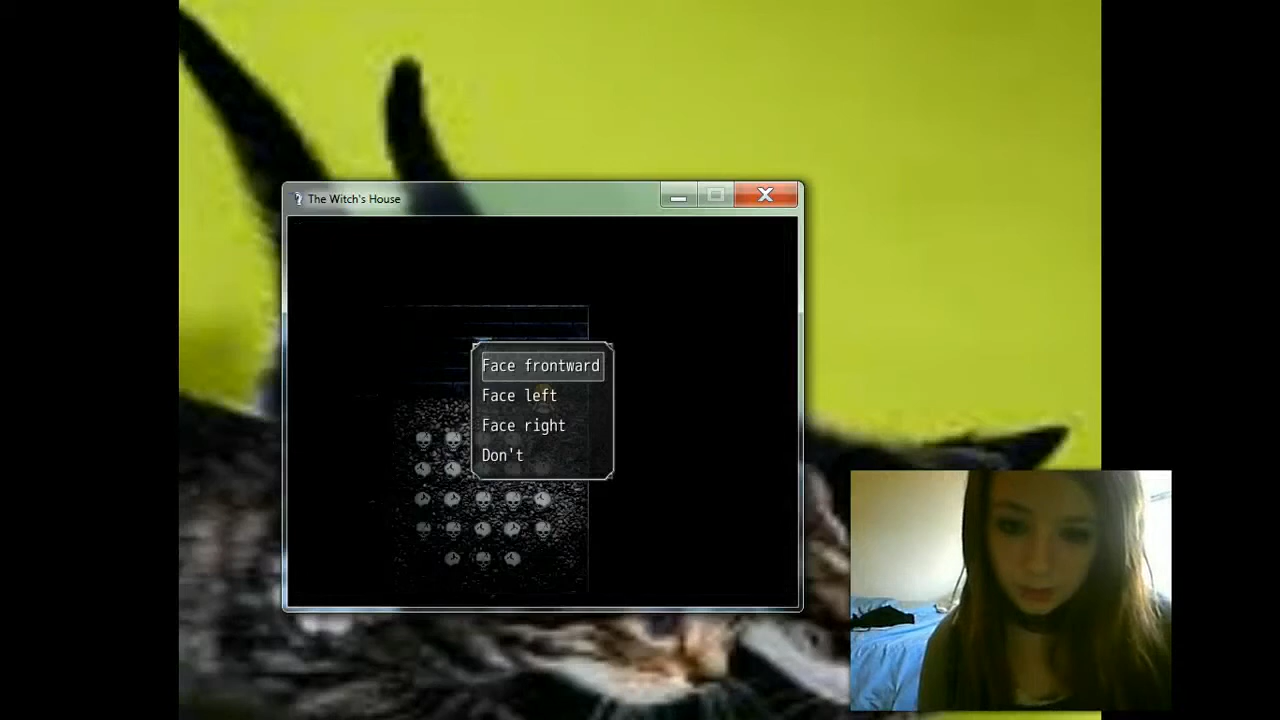 The Witch's House
Face frontward
Face left
Face right
Don't